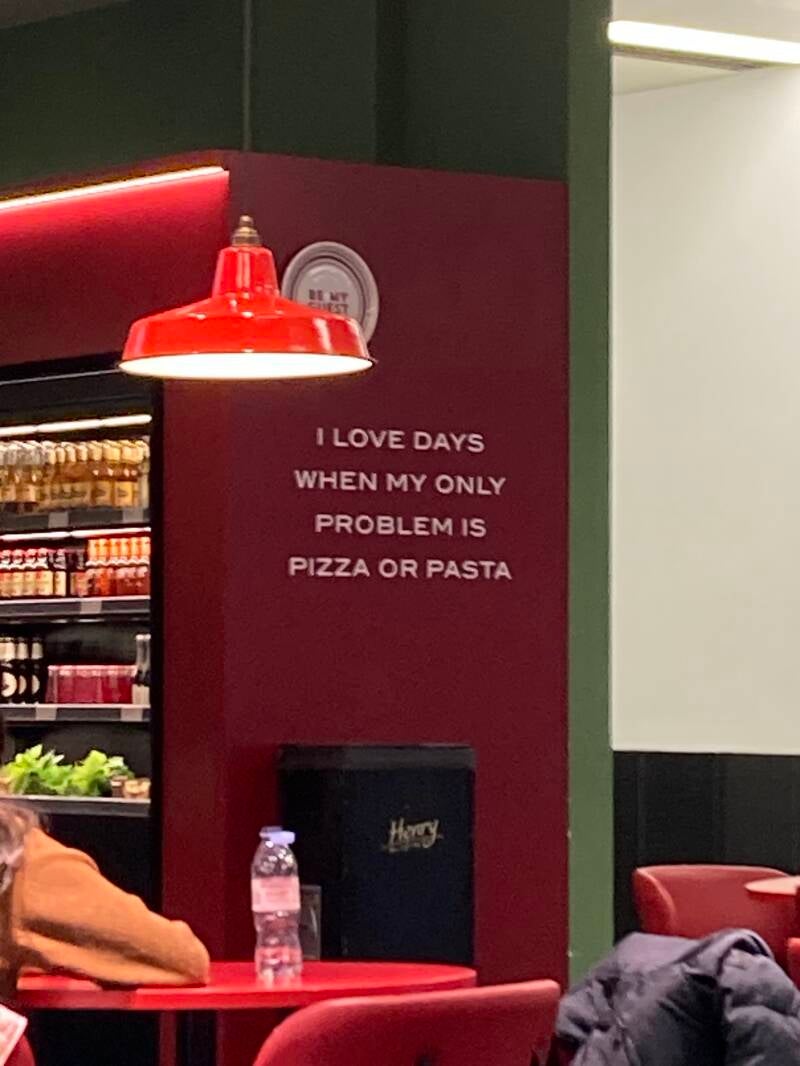 BE MY
GUEST
I LOVE DAYS
WHEN MY ONLY
PROBLEM IS
PIZZA OR PASTA
Henry